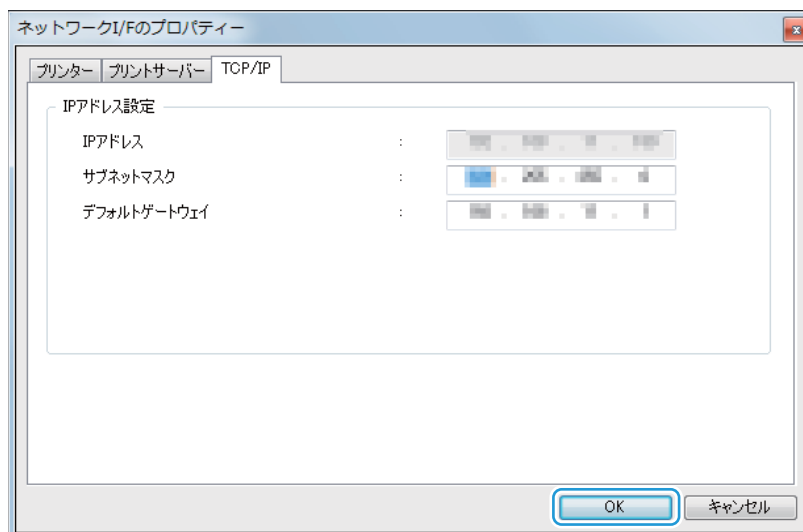 ネットワークI/Fのプロパティー
プリンター プリントサーバー TCP/IP
IPアドレス設定
IPアドレス :
サブネットマスク :
デフォルトゲートウェイ :
OK キャンセル